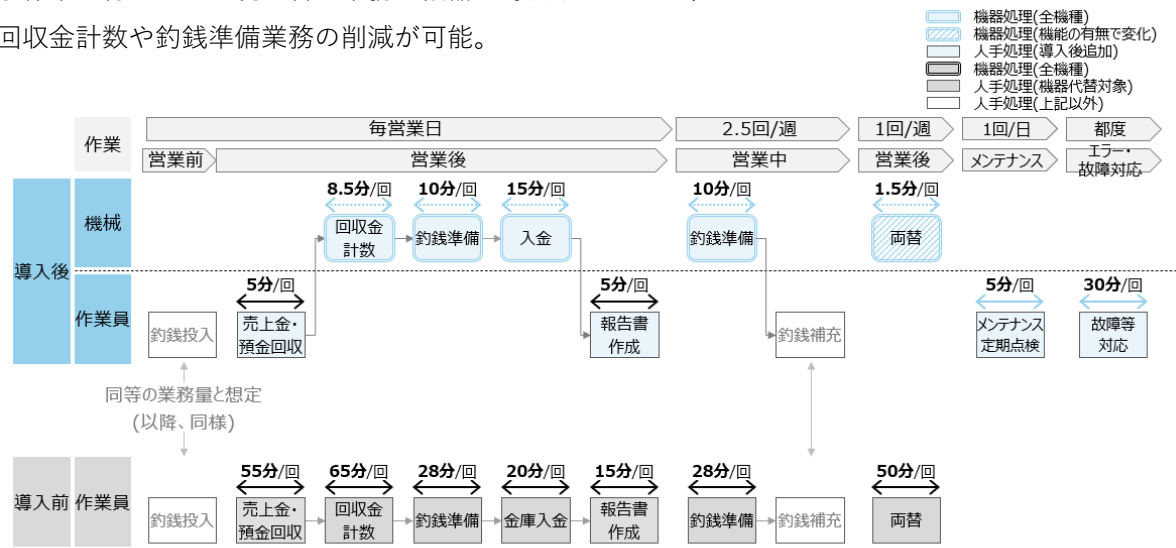 回収金計数や釣銭準備業務の削減が可能。
機器処理(全機種)
機器処理(機能の有無で変化)
人手処理(導入後追加)
機器処理(全機種)
人手処理(機器代替対象)
人手処理(上記以外)
作業
毎営業日
2.5回/週
1回/週
1回/日
都度
営業前
営業後
営業中
営業後
メンテナンス
エラー・
故障対応
導入後
機械
8.5分/回
10分/回
15分/回
10分/回
1.5分/回
回収金
計数
釣銭準備
入金
釣銭準備
両替
作業員
5分/回
5分/回
5分/回
30分/回
釣銭投入
売上金・
預金回収
報告書
作成
釣銭補充
メンテナンス
定期点検
故障等
対応
同等の業務量と想定
(以降、同様)
導入前
作業員
55分/回
65分/回
28分/回
20分/回
15分/回
28分/回
50分/回
釣銭投入
売上金・
預金回収
回収金
計数
釣銭準備
金庫入金
報告書
作成
釣銭準備
釣銭補充
両替